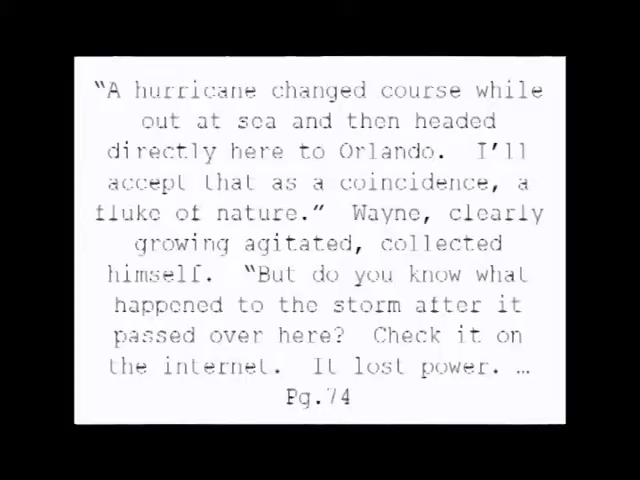 “A hurricane changed course while
out at sea and then headed
directly here to Orlando.  I’ll
accept that as a coincidence, a
fluke of nature.”  Wayne, clearly
growing agitated, collected
himself.  “But do you know what
happened to the storm after it
passed over here?  Check it on
the internet.  It lost power. …
Pg.74